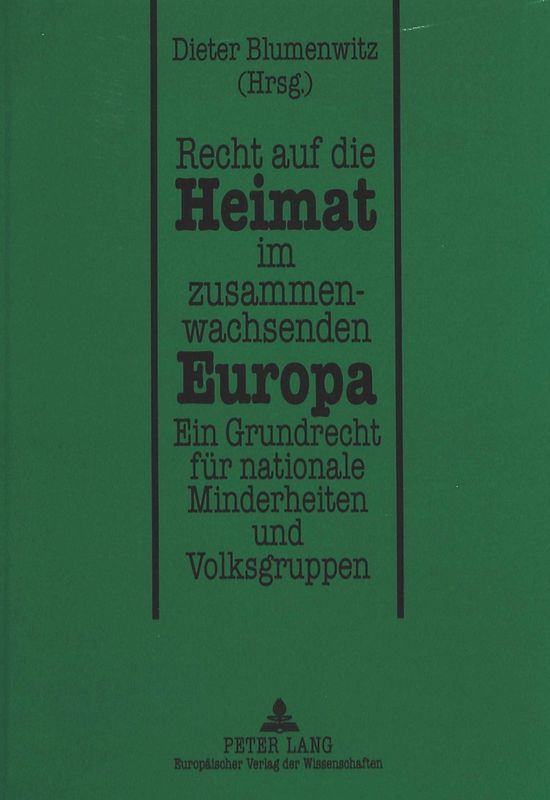 Dieter Blumenwitz
(Hrsg.)
Recht auf die
Heimat
im
zusammen-
wachsenden
Europa
Ein Grundrecht
für nationale
Minderheiten
und
Volksgruppen
PETER LANG
Europäischer Verlag der Wissenschaften